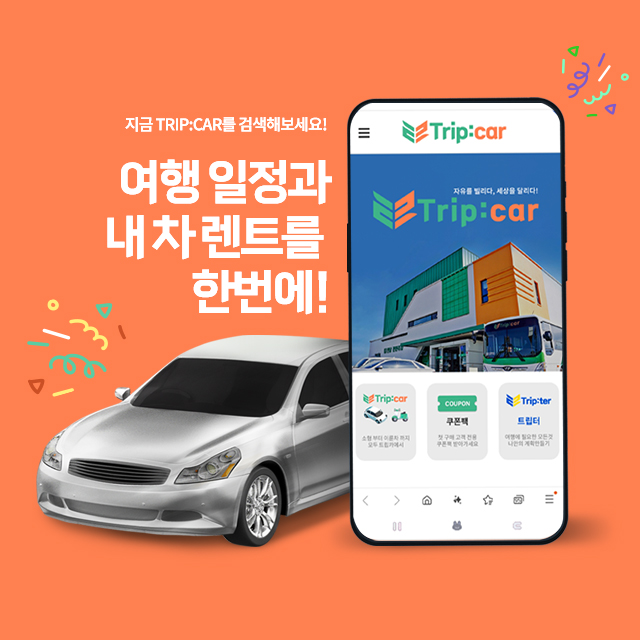 지금 TRIP:CAR를 검색해보세요!
여행 일정과
내 차 렌트를
한번에!
Trip:car
자유를 빌리다, 세상을 달리다!
Trip:car
Trip:car
Trip:car
소형 부터 이륜차 까지
모두 트립카에서
COUPON
쿠폰팩
첫 구매 고객 전용
쿠폰팩 받아가세요
Trip:ter
트립터
여행에 필요한 모든것
나만의 계획만들기